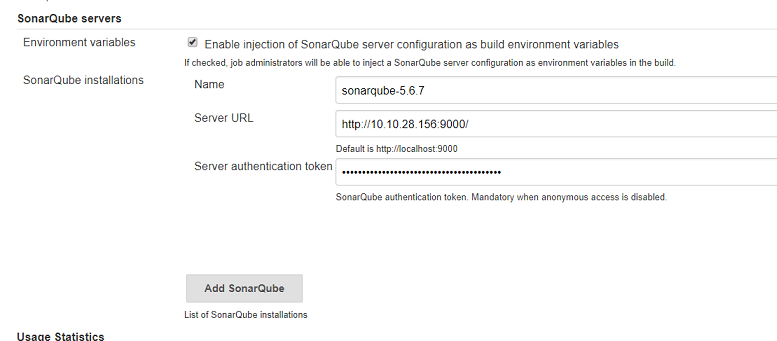 SonarQube servers
Environment variables
Enable injection of SonarQube server configuration as build environment variables
If checked, job administrators will be able to inject a SonarQube server configuration as environment variables in the build.
SonarQube installations
Name
sonarqube-5.6.7
Server URL
http://10.10.28.156:9000/
Default is http://localhost:9000
Server authentication token
••••••••••••••••••••••••••••••••••••••••
SonarQube authentication token. Mandatory when anonymous access is disabled.
Add SonarQube
List of SonarQube installations
Usage Statistics